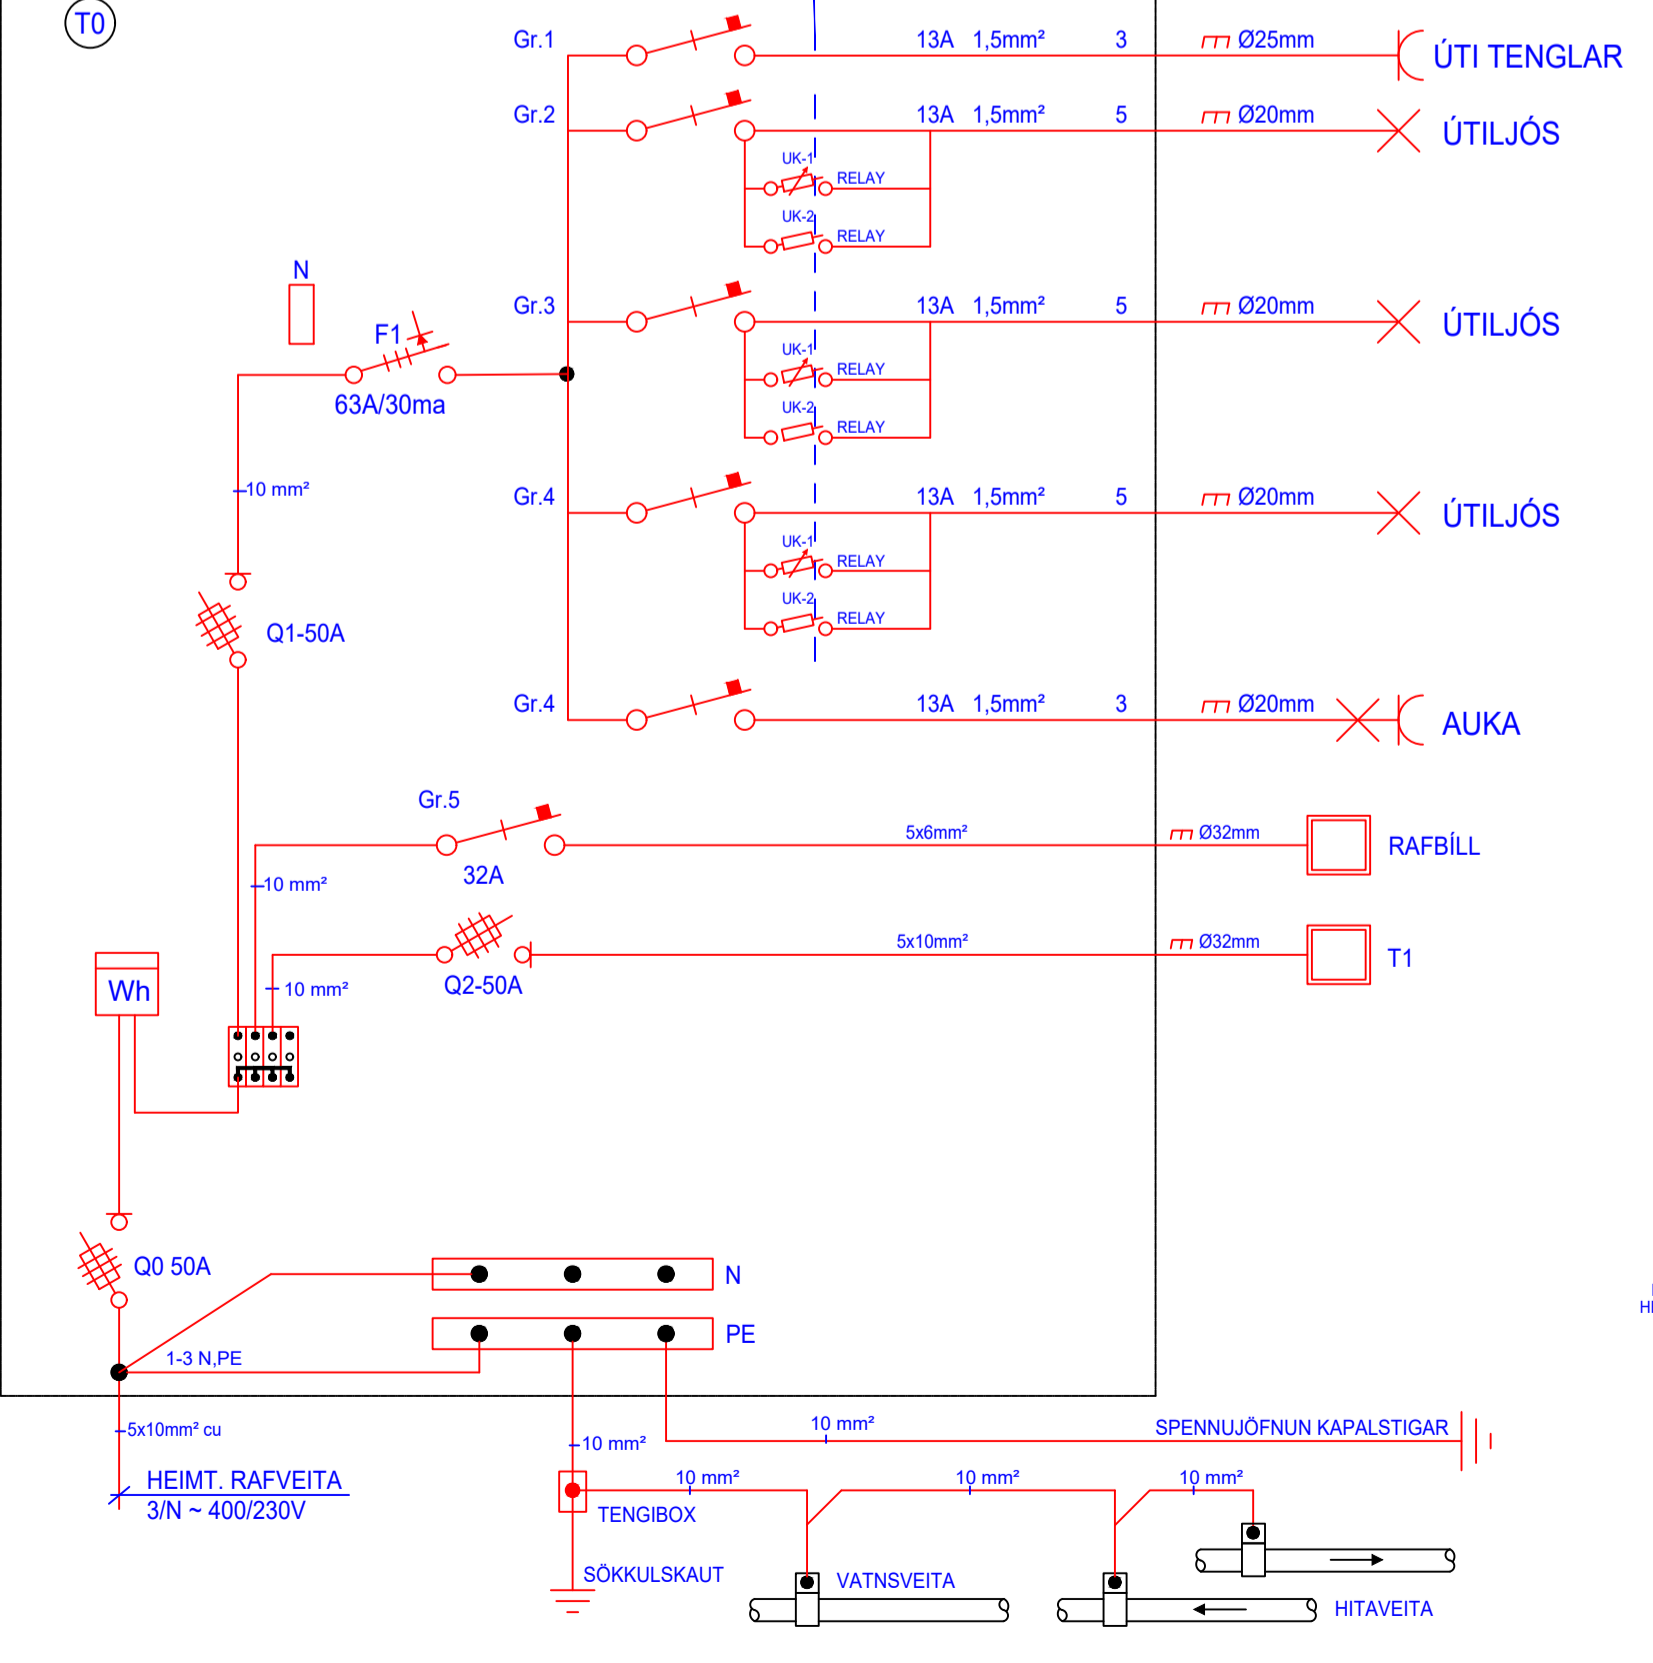 T0
Gr.1 13A 1,5mm² 3 Ø25mm ÚTI TENGLAR
Gr.2 13A 1,5mm² 5 Ø20mm ÚTILJÓS
UK-1 RELAY
UK-2 RELAY
N
Gr.3 13A 1,5mm² 5 Ø20mm ÚTILJÓS
F1
UK-1 RELAY
63A/30ma
UK-2 RELAY
10 mm²
Gr.4 13A 1,5mm² 5 Ø20mm ÚTILJÓS
UK-1 RELAY
UK-2 RELAY
Q1-50A
Gr.4 13A 1,5mm² 3 Ø20mm AUKA
Gr.5
5x6mm² Ø32mm RAFBÍLL
32A
10 mm²
5x10mm² Ø32mm T1
Q2-50A
10 mm²
Wh
Q0 50A
N
PE
1-3 N,PE
5x10mm² cu
10 mm²
10 mm²
SPENNUJÖFNUN KAPALSTIGAR
HEIMT. RAFVEITA
3/N ~ 400/230V
10 mm² 10 mm² 10 mm²
TENGIBOX
SÖKKULSKAUT
VATNSVEITA
HITAVEITA